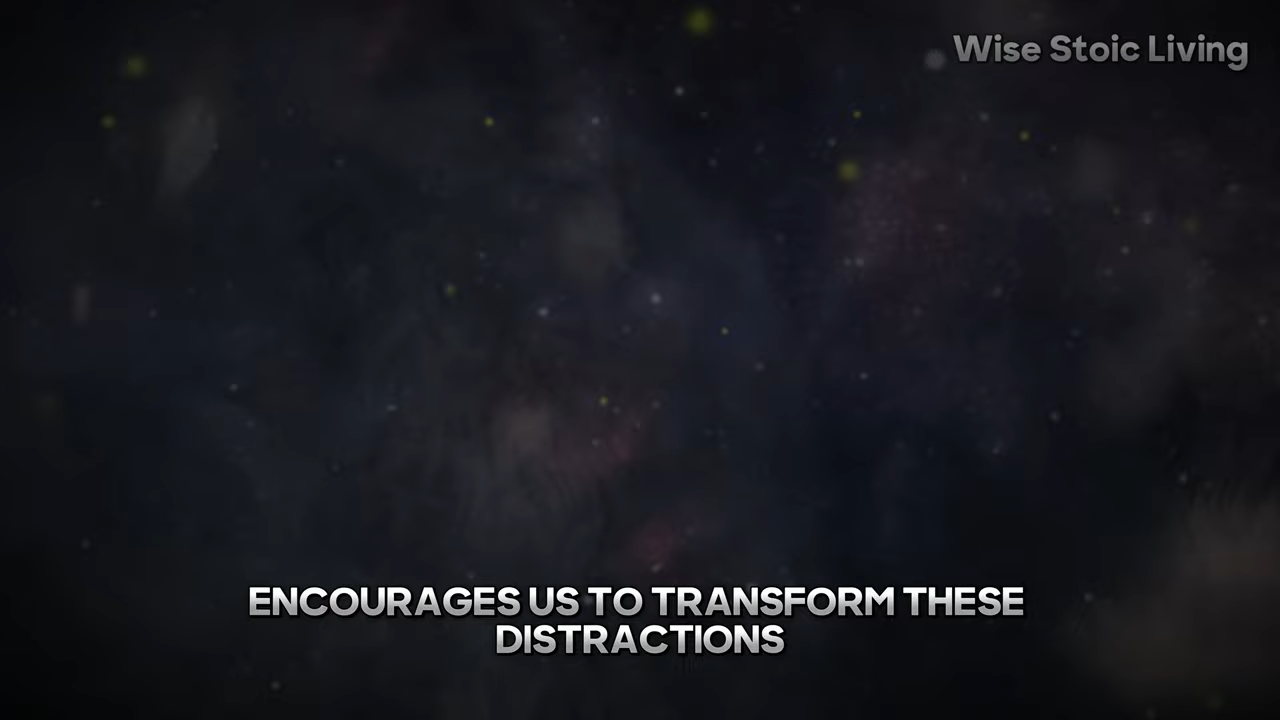 Wise Stoic Living
ENCOURAGES US TO TRANSFORM THESE
DISTRACTIONS